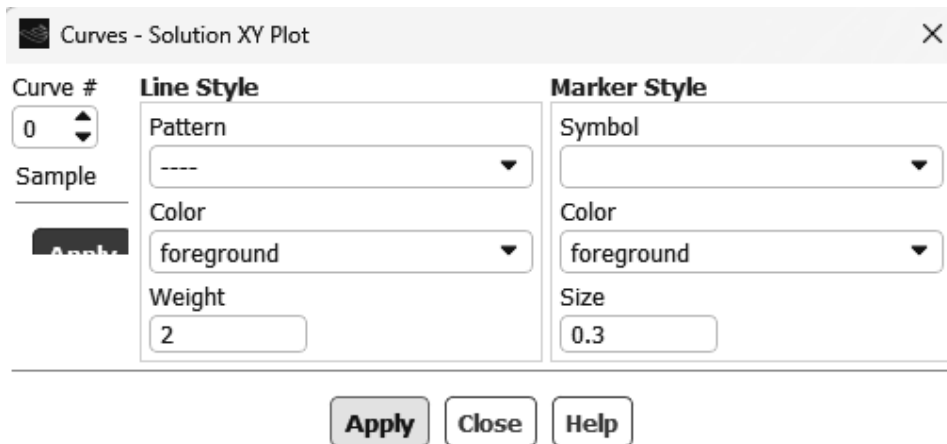 Curves - Solution XY Plot
Curve #
0
Sample
Apply
Line Style
Pattern
----
Color
foreground
Weight
2
Marker Style
Symbol
Color
foreground
Size
0.3
Apply Close Help